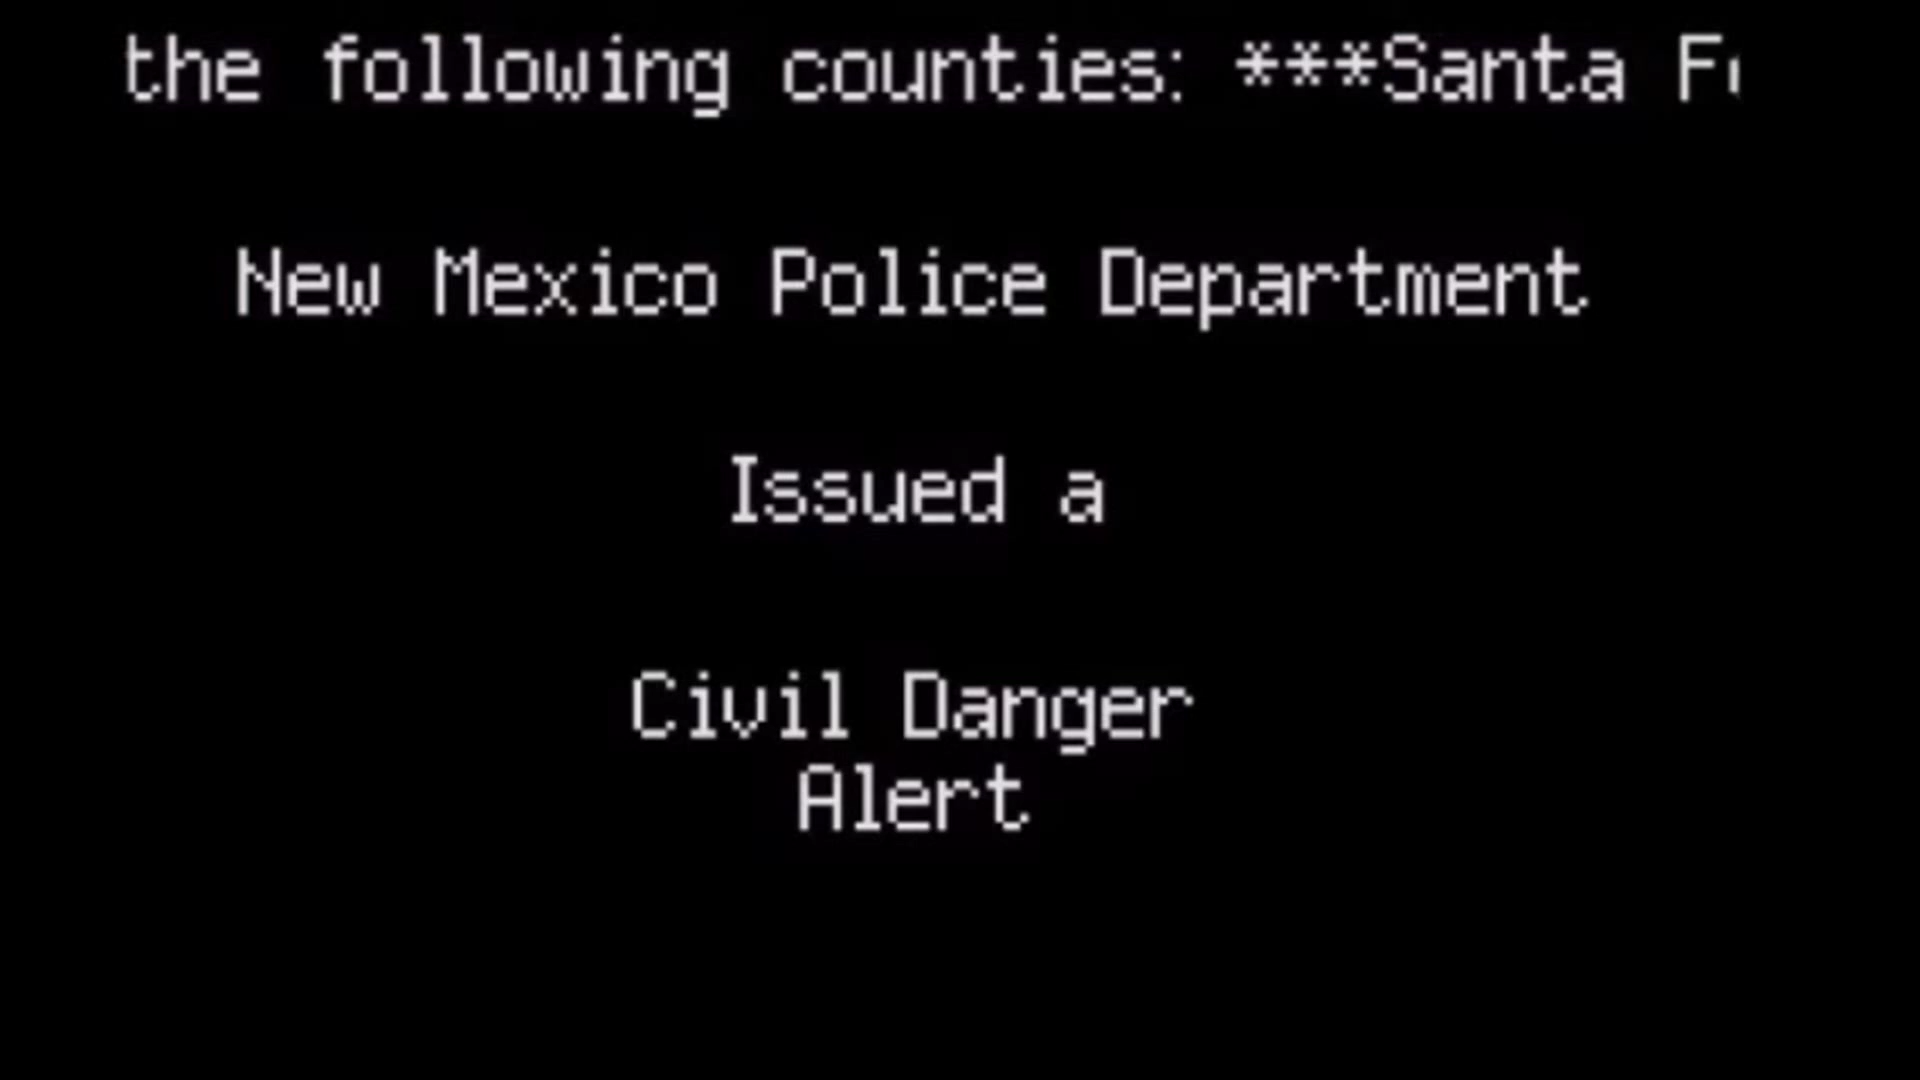 the following counties: ***Santa
New Mexico Police Department
Issued a
Civil Danger
Alert